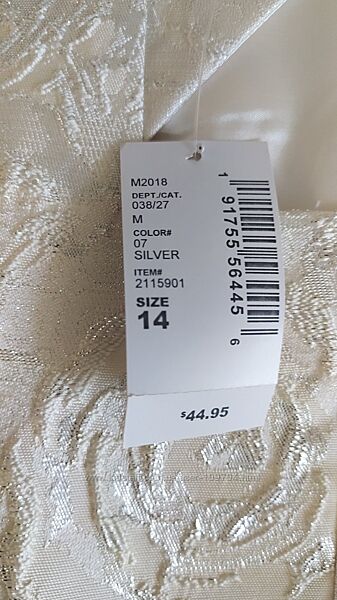 M2018
DEPT./CAT.
038/27
M
COLOR#
07
SILVER
ITEM#
2115901
SIZE
14
1 91755 56445 6
$44.95